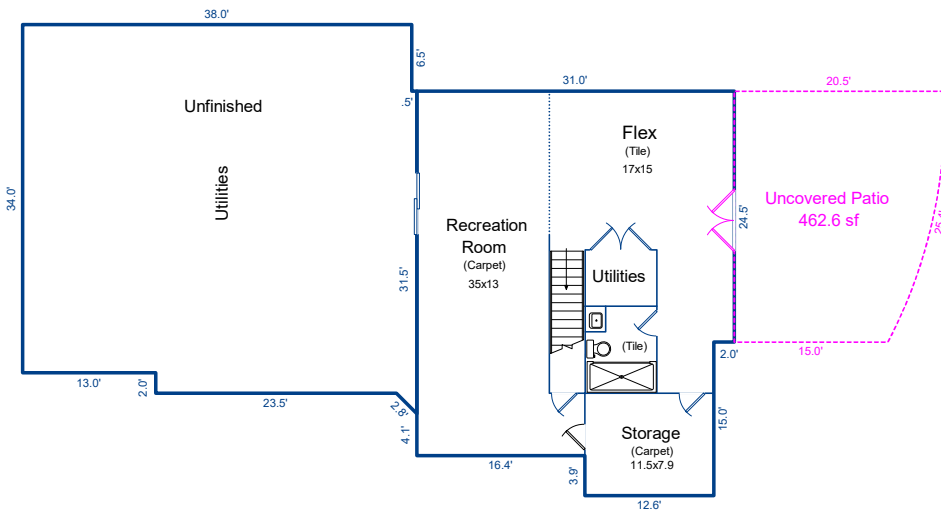 38.0'
6.5'
31.0'
20.5'
.5'
Unfinished
Flex
(Tile)
17x15
34.0'
Utilities
Uncovered Patio
462.6 sf
24.5'
Recreation
Room
(Carpet)
35x13
Utilities
31.5'
(Tile)
2.0'
15.0'
13.0'
2.0'
23.5'
2.8'
4.1'
15.0'
Storage
(Carpet)
11.5x7.9
16.4'
3.9'
12.6'